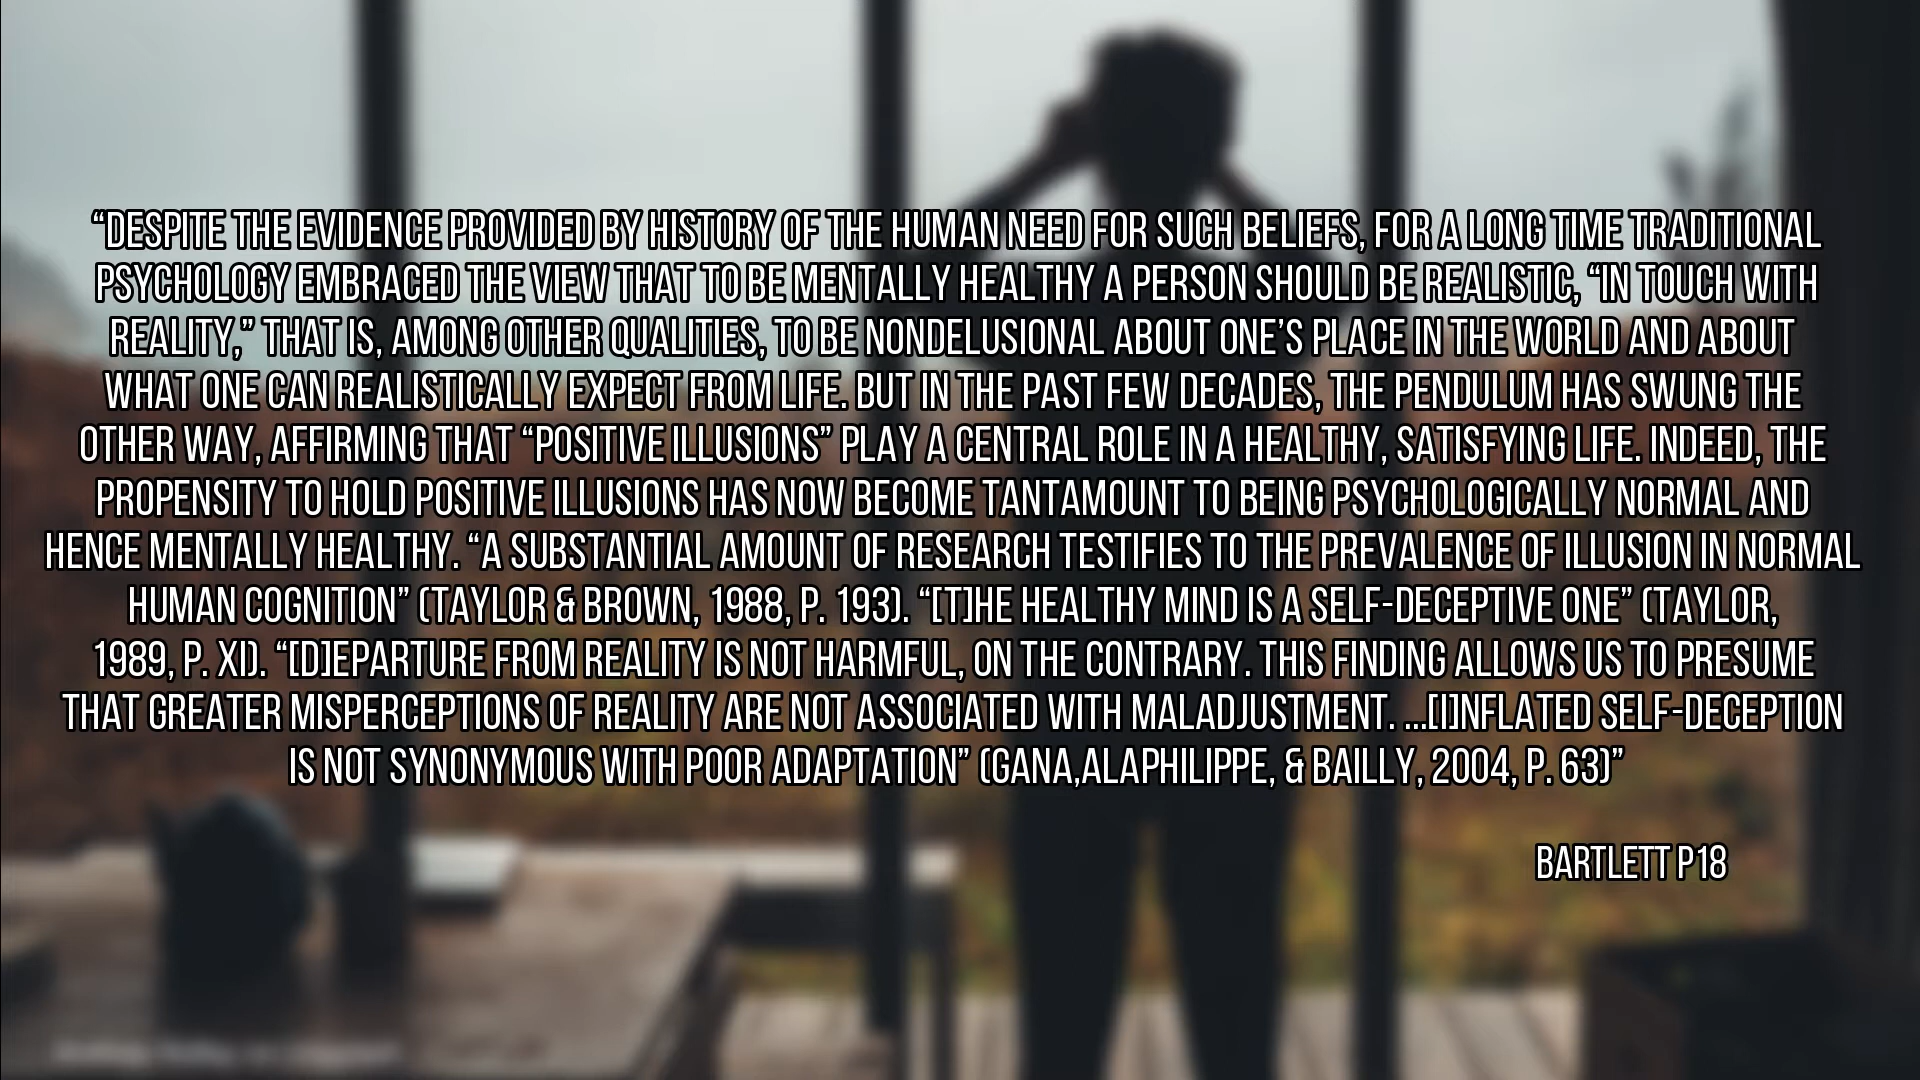 “DESPITE THE EVIDENCE PROVIDED BY HISTORY OF THE HUMAN NEED FOR SUCH BELIEFS, FOR A LONG TIME TRADITIONAL
PSYCHOLOGY EMBRACED THE VIEW THAT TO BE MENTALLY HEALTHY A PERSON SHOULD BE REALISTIC, “IN TOUCH WITH
REALITY,” THAT IS, AMONG OTHER QUALITIES, TO BE NONDELUSIONAL ABOUT ONE’S PLACE IN THE WORLD AND ABOUT
WHAT ONE CAN REALISTICALLY EXPECT FROM LIFE. BUT IN THE PAST FEW DECADES, THE PENDULUM HAS SWUNG THE
OTHER WAY, AFFIRMING THAT “POSITIVE ILLUSIONS” PLAY A CENTRAL ROLE IN A HEALTHY, SATISFYING LIFE. INDEED, THE
PROPENSITY TO HOLD POSITIVE ILLUSIONS HAS NOW BECOME TANTAMOUNT TO BEING PSYCHOLOGICALLY NORMAL AND
HENCE MENTALLY HEALTHY. “A SUBSTANTIAL AMOUNT OF RESEARCH TESTIFIES TO THE PREVALENCE OF ILLUSION IN NORMAL
HUMAN COGNITION” (TAYLOR & BROWN, 1988, P. 193). “[T]HE HEALTHY MIND IS A SELF-DECEPTIVE ONE” (TAYLOR,
1989, P. XI). “[D]EPARTURE FROM REALITY IS NOT HARMFUL, ON THE CONTRARY. THIS FINDING ALLOWS US TO PRESUME
THAT GREATER MISPERCEPTIONS OF REALITY ARE NOT ASSOCIATED WITH MALADJUSTMENT. ...[I]NFLATED SELF-DECEPTION
IS NOT SYNONYMOUS WITH POOR ADAPTATION” (GANA,ALAPHILIPPE, & BAILLY, 2004, P. 63)”
BARTLETT P18